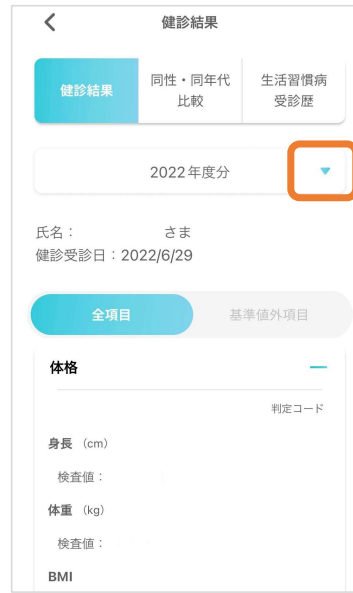 健診結果
健診結果
同性・同年代
比較
生活習慣病
受診歴
2022年度分
氏名： さま
健診受診日：2022/6/29
全項目
基準値外項目
体格
判定コード
身長（cm）
検査値：
体重（kg）
検査値：
BMI